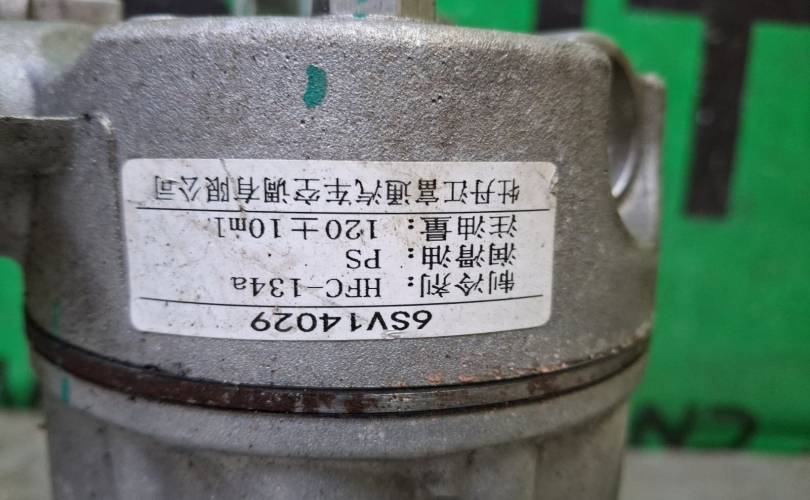 6SV14029
制冷剂: HFC-134a
润滑油: PS
注油量: 120±10ml
牡丹江富通汽车空调有限公司